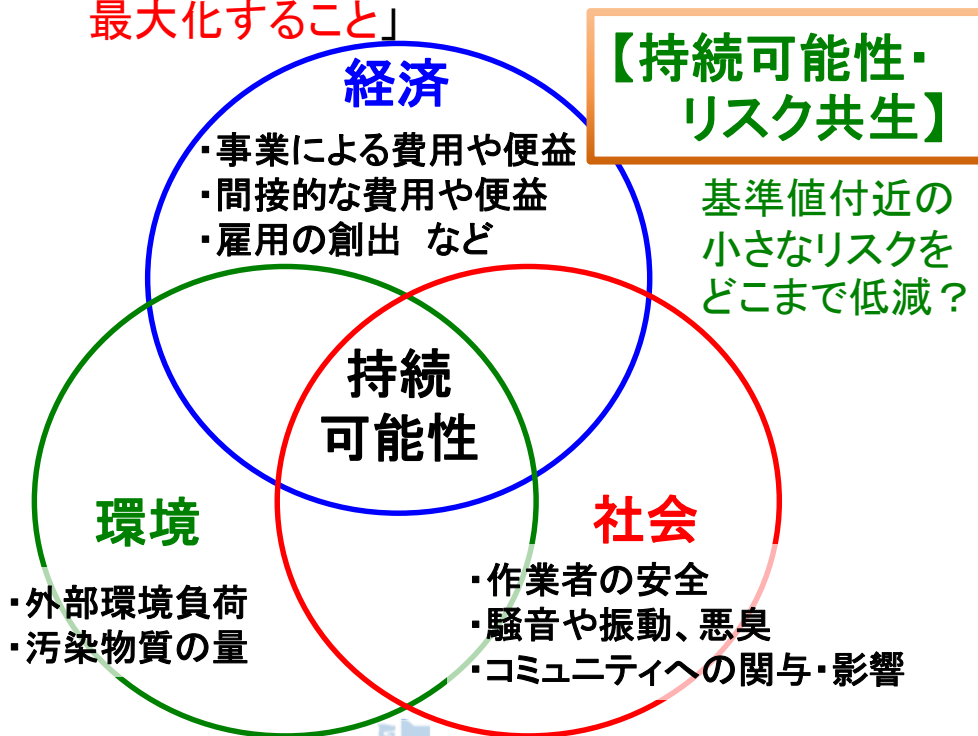 最大化すること」
【持続可能性・
リスク共生】
経済
・事業による費用や便益
・間接的な費用や便益
・雇用の創出 など
基準値付近の
小さなリスクを
どこまで低減？
持続
可能性
環境
・外部環境負荷
・汚染物質の量
社会
・作業者の安全
・騒音や振動、悪臭
・コミュニティへの関与・影響